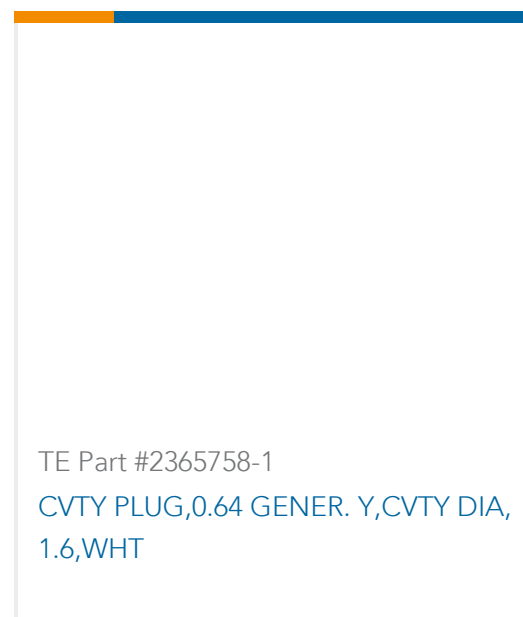 TE Part #2365758-1
CVTY PLUG,0.64 GENER. Y,CVTY DIA,
1.6,WHT